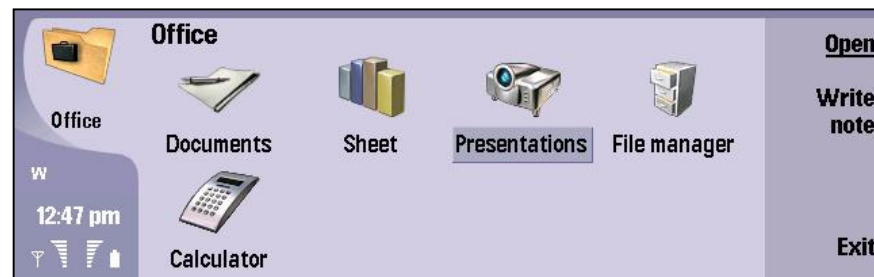 Office
Office
W
12:47 pm
Documents
Sheet
Presentations
File manager
Calculator
Open
Write
note
Exit